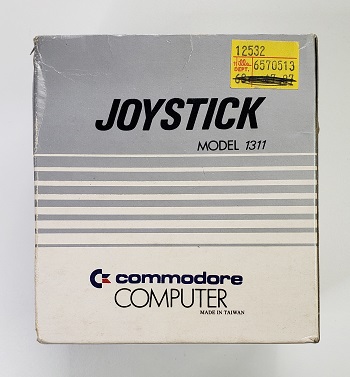 12532
6570513
JOYSTICK
MODEL 1311
commodore
COMPUTER
MADE IN TAIWAN